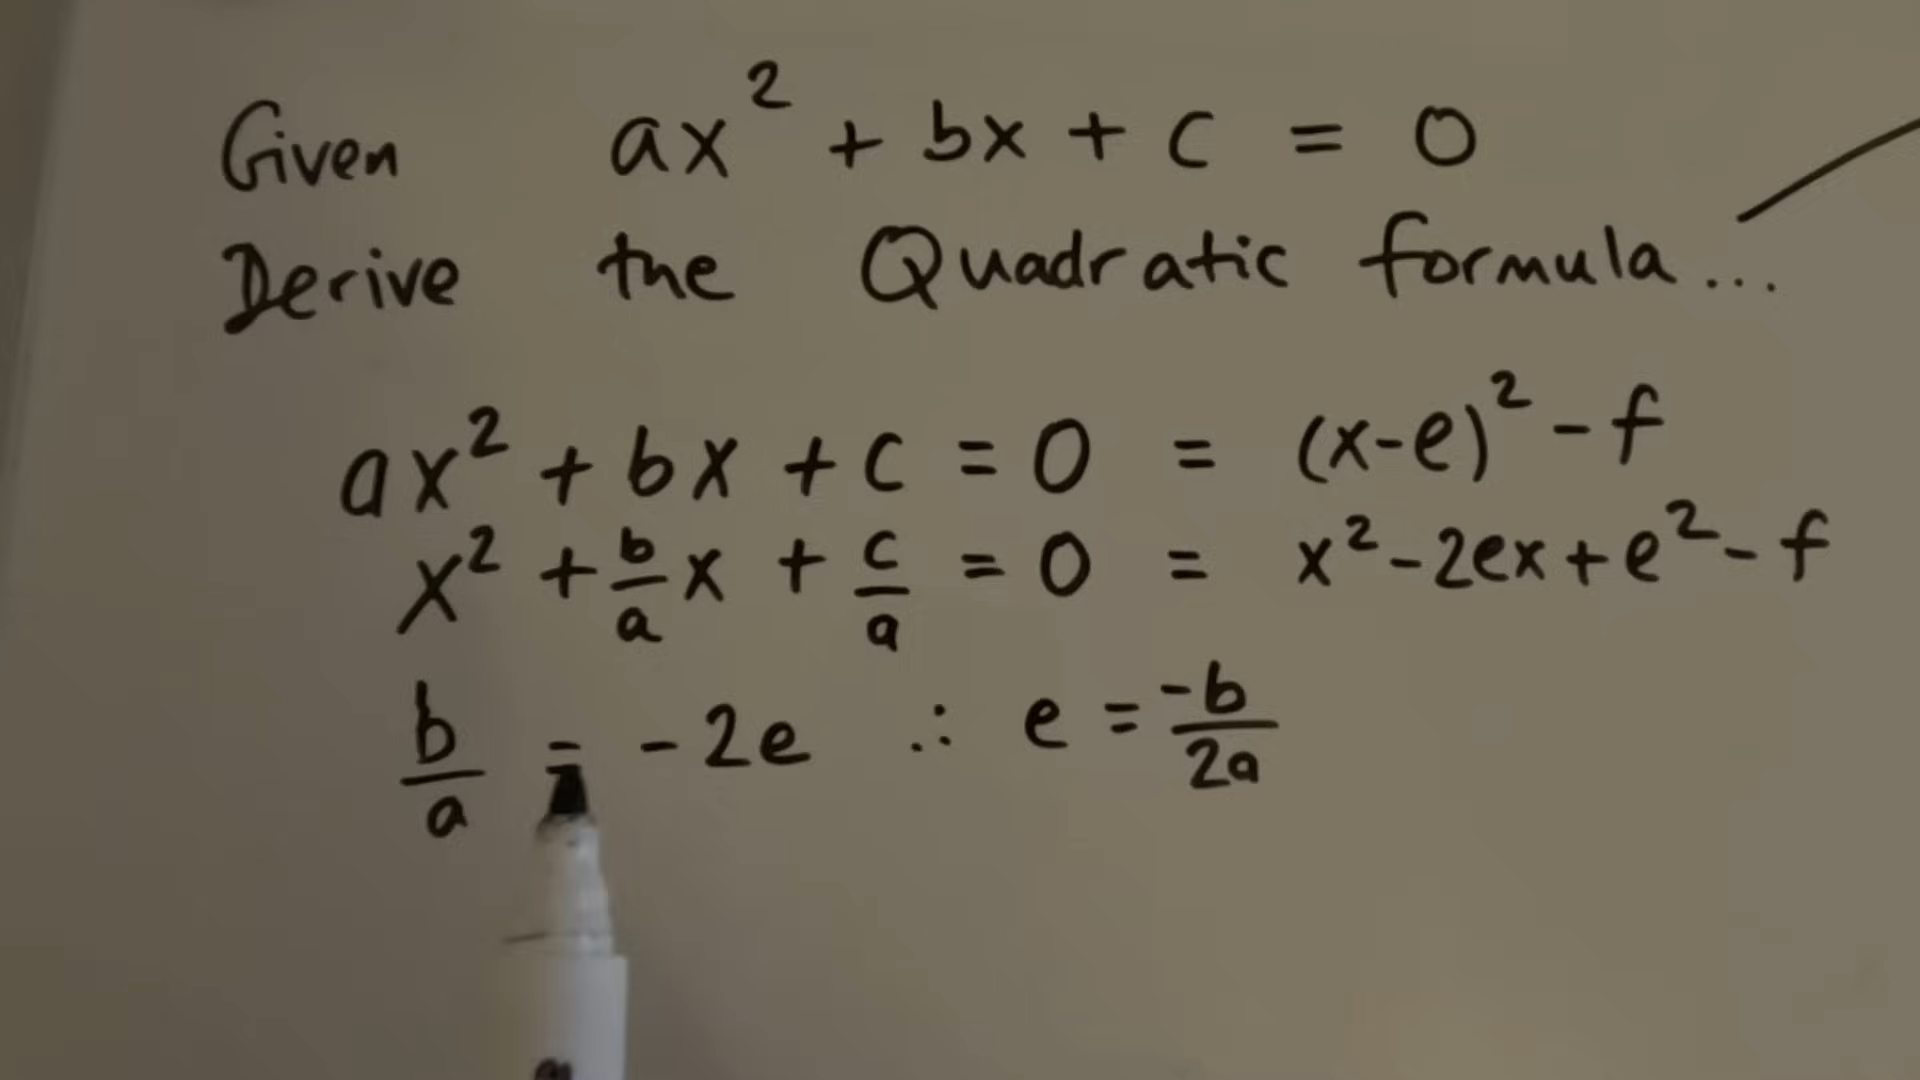 Given ax² + bx + c = 0
Derive the Quadratic formula...
ax² + bx + c = 0 = (x-e)² - f
x² + b/a x + c/a = 0 = x² - 2ex + e² - f
b/a = - 2e ∴ e = -b/2a